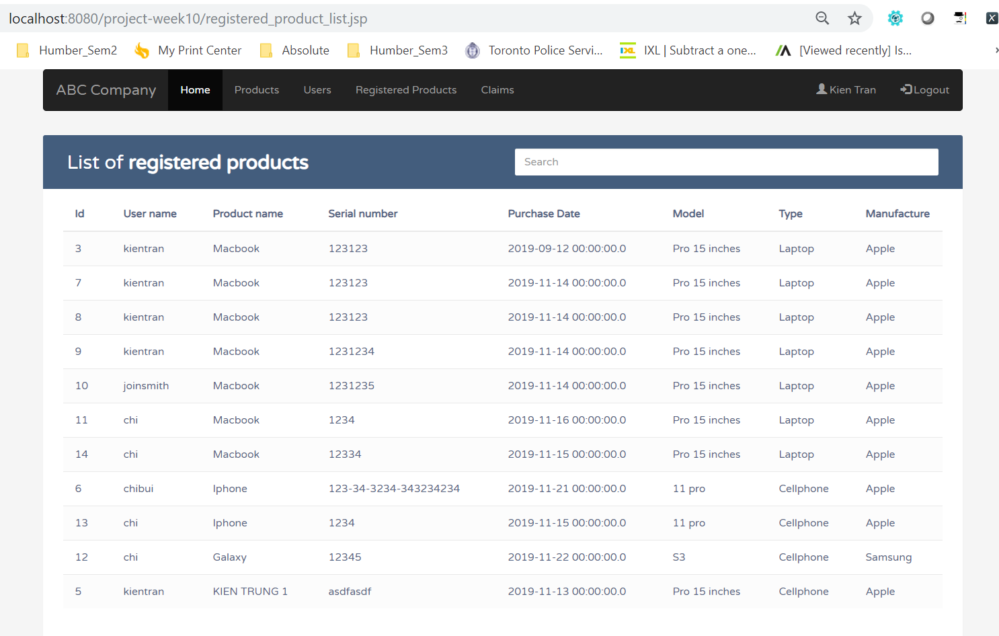 localhost:8080/project-week10/registered_product_list.jsp
Humber_Sem2 My Print Center Absolute Humber_Sem3 Toronto Police Servi... IXL | Subtract a one... [Viewed recently] Is...
ABC Company Home Products Users Registered Products Claims Kien Tran Logout
List of registered products Search
Id User name Product name Serial number Purchase Date Model Type Manufacture
3 kientran Macbook 123123 2019-09-12 00:00:00.0 Pro 15 inches Laptop Apple
7 kientran Macbook 123123 2019-11-14 00:00:00.0 Pro 15 inches Laptop Apple
8 kientran Macbook 123123 2019-11-14 00:00:00.0 Pro 15 inches Laptop Apple
9 kientran Macbook 1231234 2019-11-14 00:00:00.0 Pro 15 inches Laptop Apple
10 joinsmith Macbook 1231235 2019-11-14 00:00:00.0 Pro 15 inches Laptop Apple
11 chi Macbook 1234 2019-11-16 00:00:00.0 Pro 15 inches Laptop Apple
14 chi Macbook 12334 2019-11-15 00:00:00.0 Pro 15 inches Laptop Apple
6 chibui Iphone 123-34-3234-343234234 2019-11-21 00:00:00.0 11 pro Cellphone Apple
13 chi Iphone 1234 2019-11-15 00:00:00.0 11 pro Cellphone Apple
12 chi Galaxy 12345 2019-11-22 00:00:00.0 S3 Cellphone Samsung
5 kientran KIEN TRUNG 1 asdfasdf 2019-11-13 00:00:00.0 Pro 15 inches Cellphone Apple